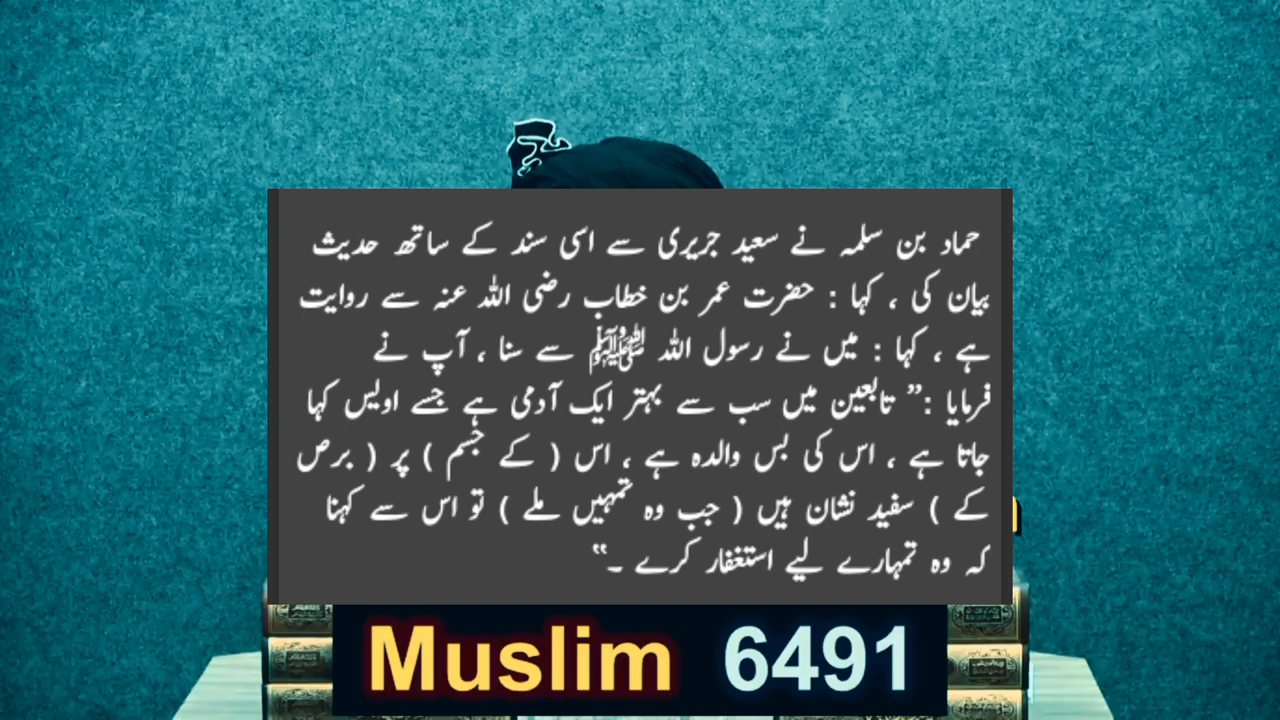 حماد بن سلمہ نے سعید جریری سے اسی سند کے ساتھ حدیث
بیان کی ، کہا : حضرت عمر بن خطاب رضی اللہ عنہ سے روایت
ہے ، کہا : میں نے رسول اللہ ﷺ سے سنا ، آپ نے
فرمایا :” تابعین میں سب سے بہتر ایک آدمی ہے جسے اویس کہا
جاتا ہے ، اس کی بس والدہ ہے ، اس ( کے جسم ) پر ( برص
کے ) سفید نشان ہیں ( جب وہ تمہیں ملے ) تو اس سے کہنا
کہ وہ تمہارے لیے استغفار کرے ۔“
Muslim 6491